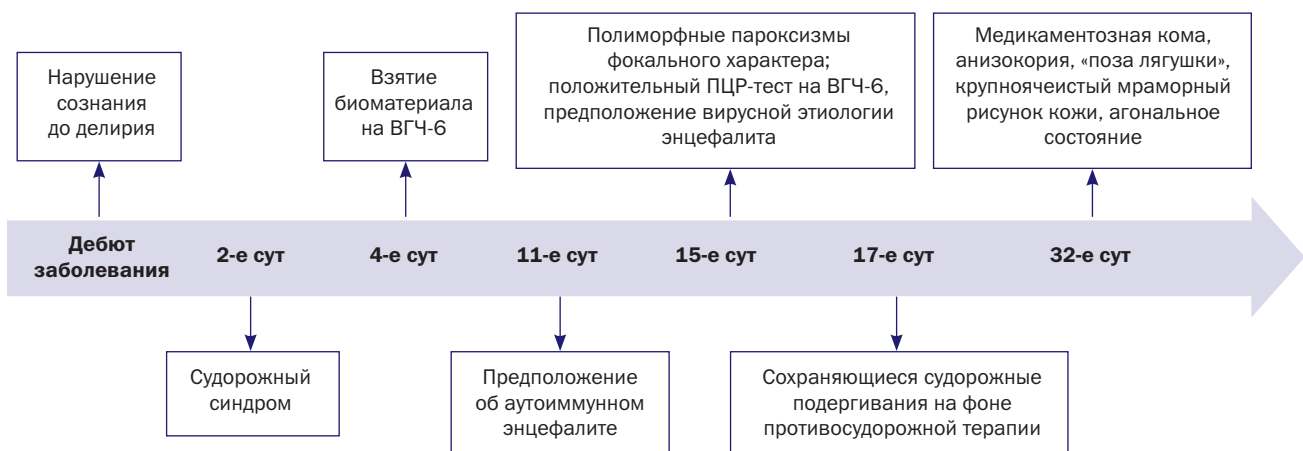 Нарушение
сознания
до делирия
Взятие
биоматериала
на ВГЧ-6
Полиморфные пароксизмы
фокального характера;
положительный ПЦР-тест на ВГЧ-6,
предположение вирусной этиологии
энцефалита
Медикаментозная кома,
анизокория, «поза лягушки»,
крупноячеистый мраморный
рисунок кожи, агональное
состояние
Дебют
заболевания
2-е сут
4-е сут
11-е сут
15-е сут
17-е сут
32-е сут
Судорожный
синдром
Предположение
об аутоиммунном
энцефалите
Сохраняющиеся судорожные
подергивания на фоне
противосудорожной терапии